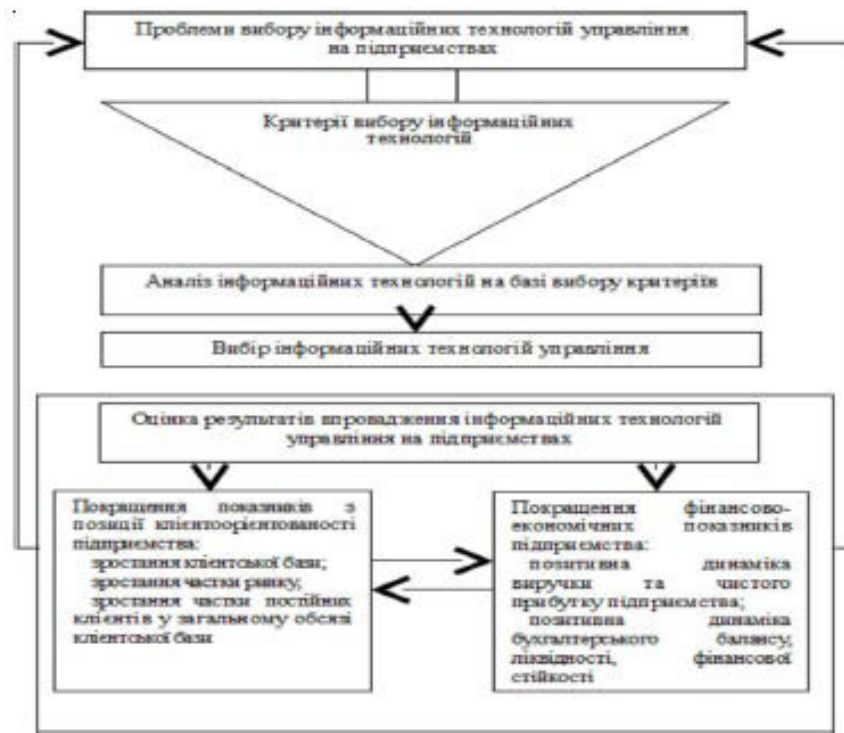 Проблеми вибору інформаційних технологій управління
на підприємствах
Критерії вибору інформаційних
технологій
Аналіз інформаційних технологій на базі вибору критеріїв
Вибір інформаційних технологій управління
Оцінка результатів впровадження інформаційних технологій
управління на підприємствах
Покращення показників з
позиції клієнтоорієнтованості
підприємства:
зростання клієнтської бази;
зростання частки ринку;
зростання частки постійних
клієнтів у загальному обсязі
клієнтської бази
Покращення фінансово-
економічних показників
підприємства:
позитивна динаміка
виручки та чистого
прибутку підприємства;
позитивна динаміка
бухгалтерського балансу,
ліквідності, фінансової
стійкості